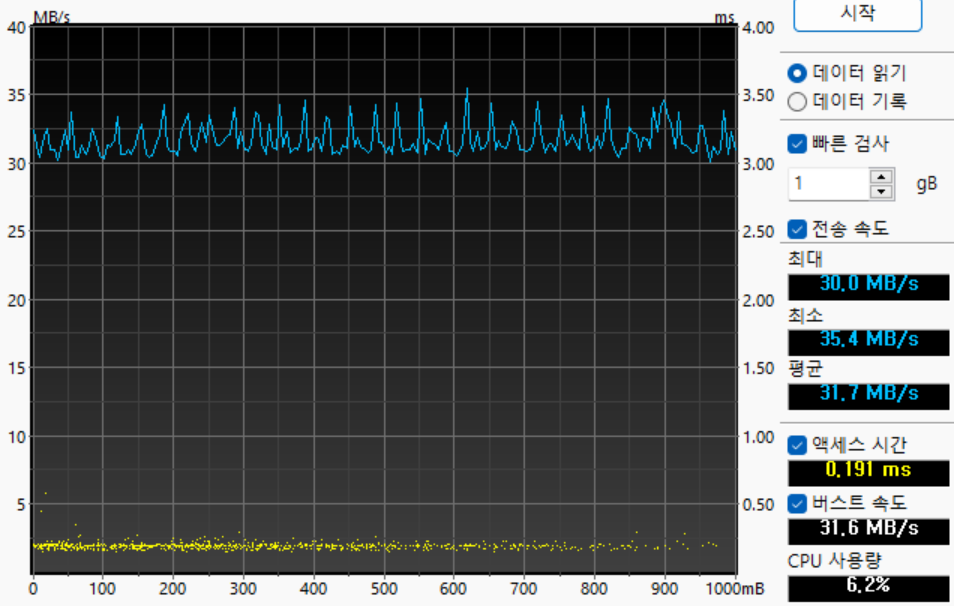 MB/s
ms
40
35
30
25
20
15
10
5
4.00
3.50
3.00
2.50
2.00
1.50
1.00
0.50
0 100 200 300 400 500 600 700 800 900 1000mB
시작
데이터 읽기
데이터 기록
빠른 검사
1 gB
전송 속도
최대
30.0 MB/s
최소
35.4 MB/s
평균
31.7 MB/s
액세스 시간
0.191 ms
버스트 속도
31.6 MB/s
CPU 사용량
6.2%